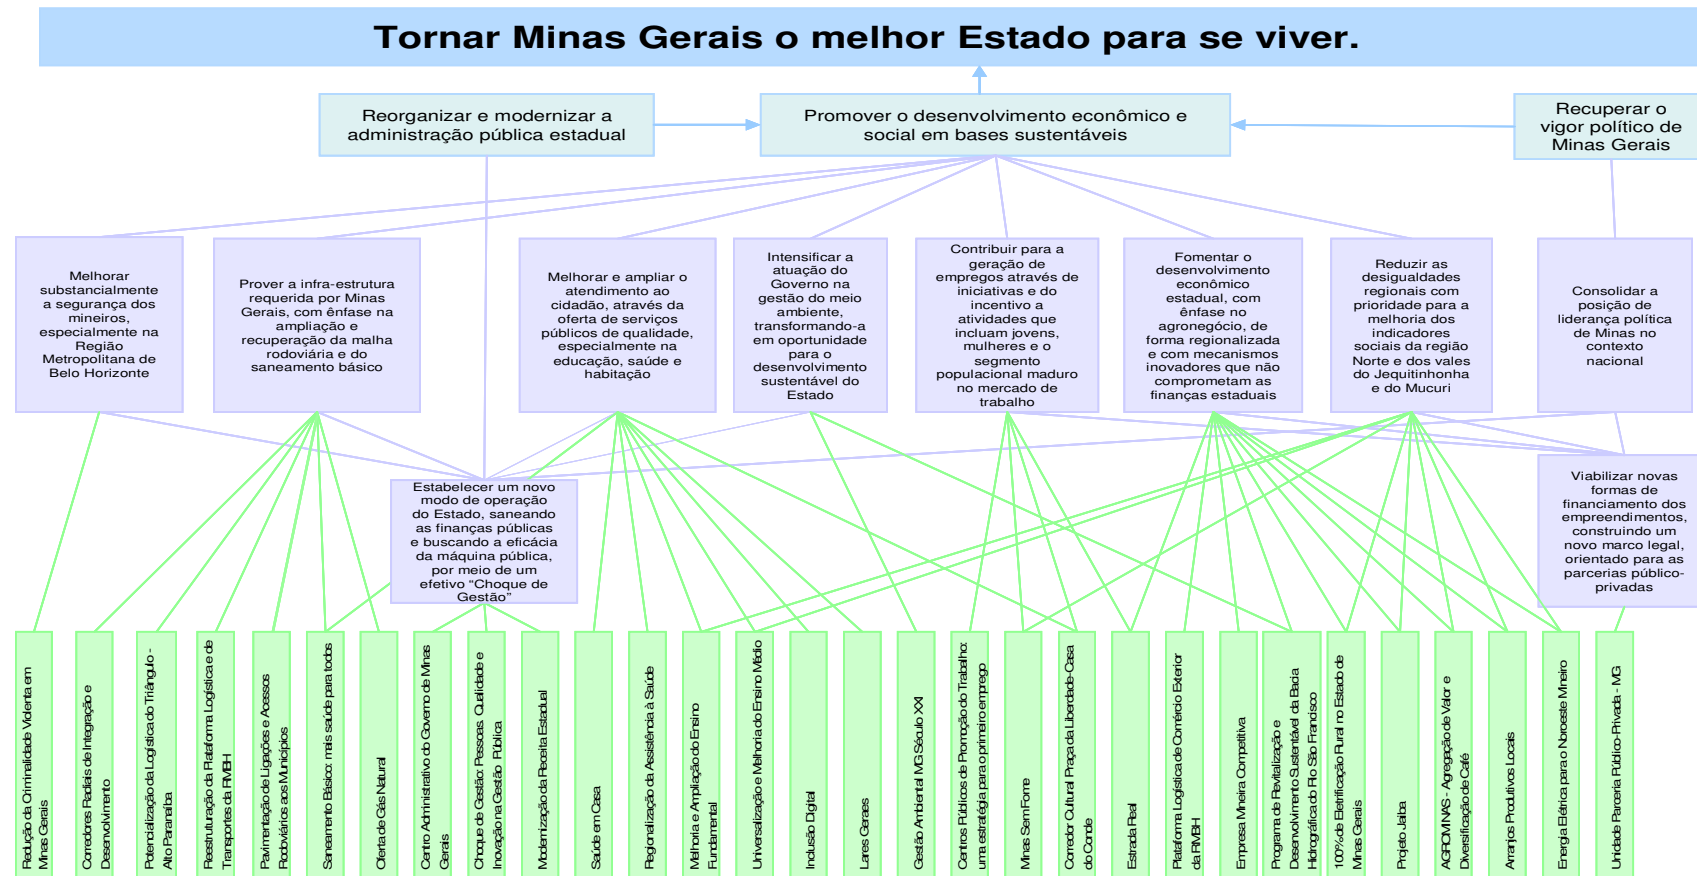 Tornar Minas Gerais o melhor Estado para se viver.
Reorganizar e modernizar a
administração pública estadual
Promover o desenvolvimento econômico e
social em bases sustentáveis
Recuperar o
vigor político de
Minas Gerais
Melhorar
substancialmente
a segurança dos
mineiros,
especialmente na
Região
Metropolitana de
Belo Horizonte
Prover a infra-estrutura
requerida por Minas
Gerais, com ênfase na
ampliação e
recuperação da malha
rodoviária e do
saneamento básico
Melhorar e ampliar o
atendimento ao
cidadão, através da
oferta de serviços
públicos de qualidade,
especialmente na
educação, saúde e
habitação
Intensificar a
atuação do
Governo na
gestão do meio
ambiente,
transformando-a
em oportunidade
para o
desenvolvimento
sustentável do
Estado
Contribuir para a
geração de
empregos através de
iniciativas e do
incentivo a
atividades que
incluam jovens,
mulheres e o
segmento
populacional maduro
no mercado de
trabalho
Fomentar o
desenvolvimento
econômico
estadual, com
ênfase no
agronegócio, de
forma regionalizada
e com mecanismos
inovadores que não
comprometam as
finanças estaduais
Reduzir as
desigualdades
regionais com
prioridade para a
melhoria dos
indicadores
sociais da região
Norte e dos vales
do Jequitinhonha
e do Mucuri
Consolidar a
posição de
liderança política
de Minas no
contexto
nacional
Estabelecer um novo
modo de operação
do Estado, saneando
as finanças públicas
e buscando a eficácia
da máquina pública,
por meio de um
efetivo “Choque de
Gestão”
Viabilizar novas
formas de
financiamento dos
empreendimentos,
construindo um
novo marco legal,
orientado para as
parcerias público-
privadas
Redução da Criminalidade Violenta em
Minas Gerais
Corredores Radiais de Integração e
Desenvolvimento
Potencialização da Logística do Triângulo -
Alto Paranaíba
Reestruturação da Plataforma Logística e de
Transportes da RMBH
Pavimentação de Ligações e Acessos
Rodoviários aos Municípios
Saneamento Básico: mais saúde para todos
Oferta de Gás Natural
Centro Administrativo do Governo de Minas
Gerais
Choque de Gestão: Pessoas, Qualidade e
Inovação na Gestão Pública
Modernização da Receita Estadual
Saúde em Casa
Regionalização da Assistência à Saúde
Melhoria e Ampliação do Ensino
Fundamental
Universalização e Melhoria do Ensino Médio
Inclusão Digital
Lares Geraes
Gestão Ambiental MG Século XXI
Centros Públicos de Promoção do Trabalho:
uma estratégia para o primeiro emprego
Minas Sem Fome
Corredor Cultural Praça da Liberdade-Casa
do Conde
Estrada Real
Plataforma Logística de Comércio Exterior
da RMBH
Empresa Mineira Competitiva
Programa de Revitalização e
Desenvolvimento Sustentável da Bacia
Hidrográfica do Rio São Francisco
100% de Eletrificação Rural no Estado de
Minas Gerais
Projeto Jaíba
AGROMINAS - Agregação de Valor e
Diversificação de Café
Arranjos Produtivos Locais
Energia Elétrica para o Noroeste Mineiro
Unidade Parceria Público-Privada - MG